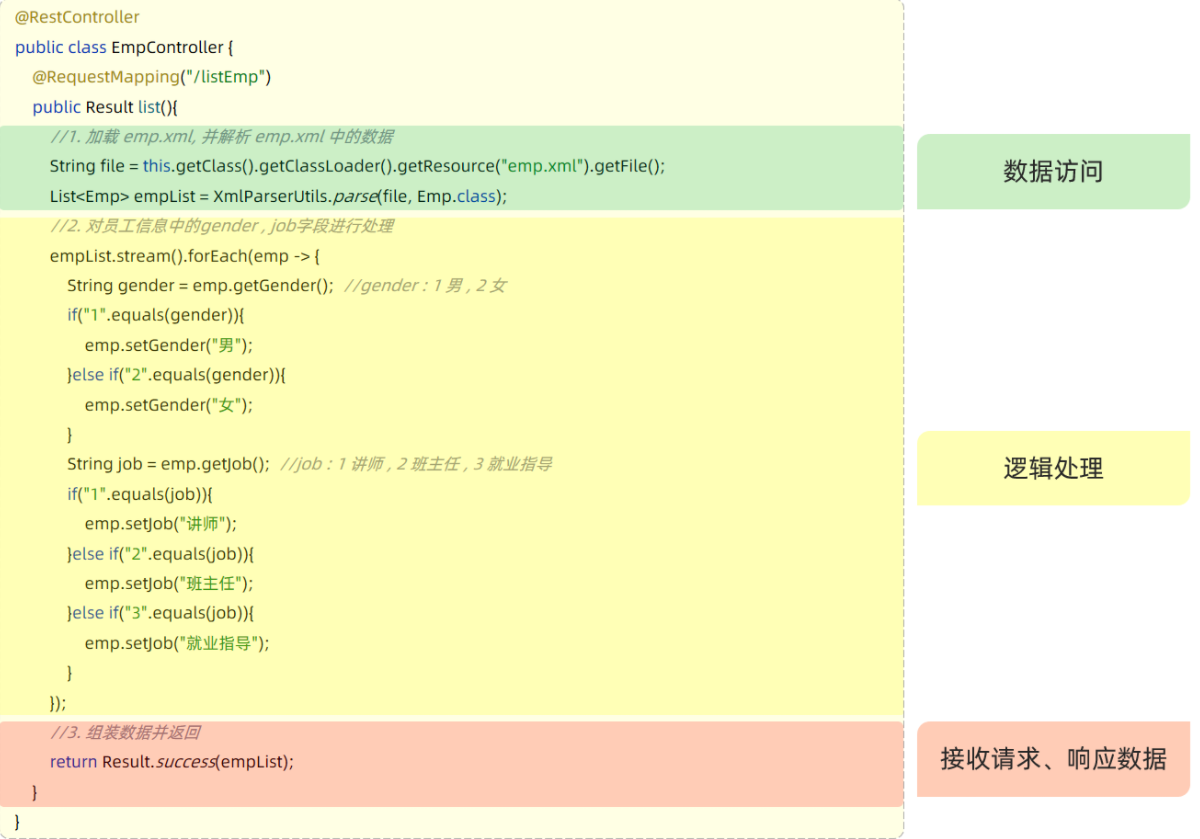 @RestController
public class EmpController {
@RequestMapping("/listEmp")
public Result list(){
//1. 加载 emp.xml, 并解析 emp.xml 中的数据
String file = this.getClass().getClassLoader().getResource("emp.xml").getFile();
List<Emp> empList = XmlParserUtils.parse(file, Emp.class);
数据访问
//2. 对员工信息中的gender , job字段进行处理
empList.stream().forEach(emp -> {
String gender = emp.getGender(); //gender : 1 男 , 2 女
if("1".equals(gender)){
emp.setGender("男");
}else if("2".equals(gender)){
emp.setGender("女");
}
String job = emp.getJob(); //job : 1 讲师 , 2 班主任 , 3 就业指导
if("1".equals(job)){
emp.setJob("讲师");
}else if("2".equals(job)){
emp.setJob("班主任");
}else if("3".equals(job)){
emp.setJob("就业指导");
}
});
逻辑处理
//3. 组装数据并返回
return Result.success(empList);
}
接收请求、响应数据
}